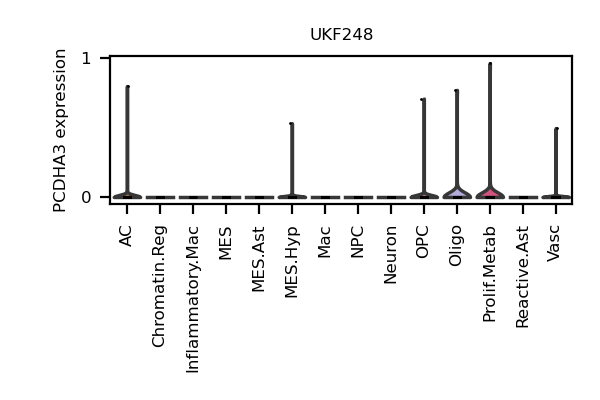 UKF248
PCDHA3 expression
1
0
AC
Chromatin.Reg
Inflammatory.Mac
MES
MES.Ast
MES.Hyp
Mac
NPC
Neuron
OPC
Oligo
Prolif.Metab
Reactive.Ast
Vasc